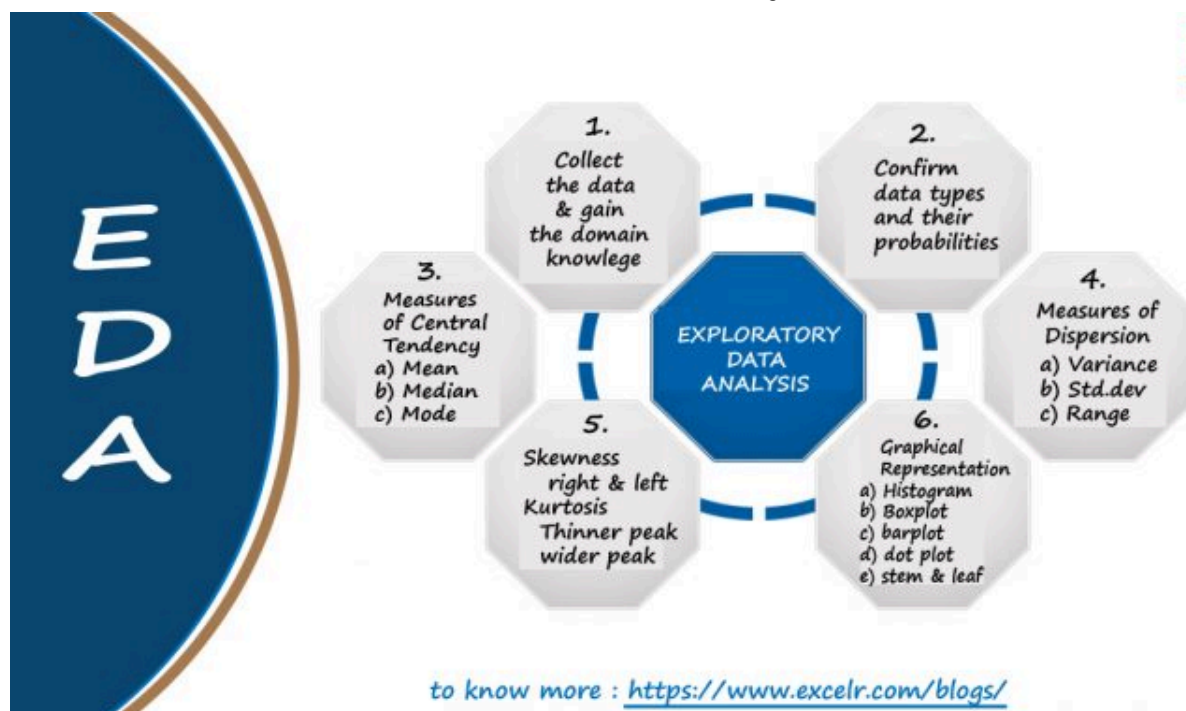 E
D
A
1.
Collect
the data
& gain
the domain
knowlege
2.
Confirm
data types
and their
probabilities
3.
Measures
of Central
Tendency
a) Mean
b) Median
c) Mode
EXPLORATORY
DATA
ANALYSIS
4.
Measures of
Dispersion
a) Variance
b) Std.dev
c) Range
5.
Skewness
right & left
Kurtosis
Thinner peak
wider peak
6.
Graphical
Representation
a) Histogram
b) Boxplot
c) barplot
d) dot plot
e) stem & leaf
to know more : https://www.excelr.com/blogs/